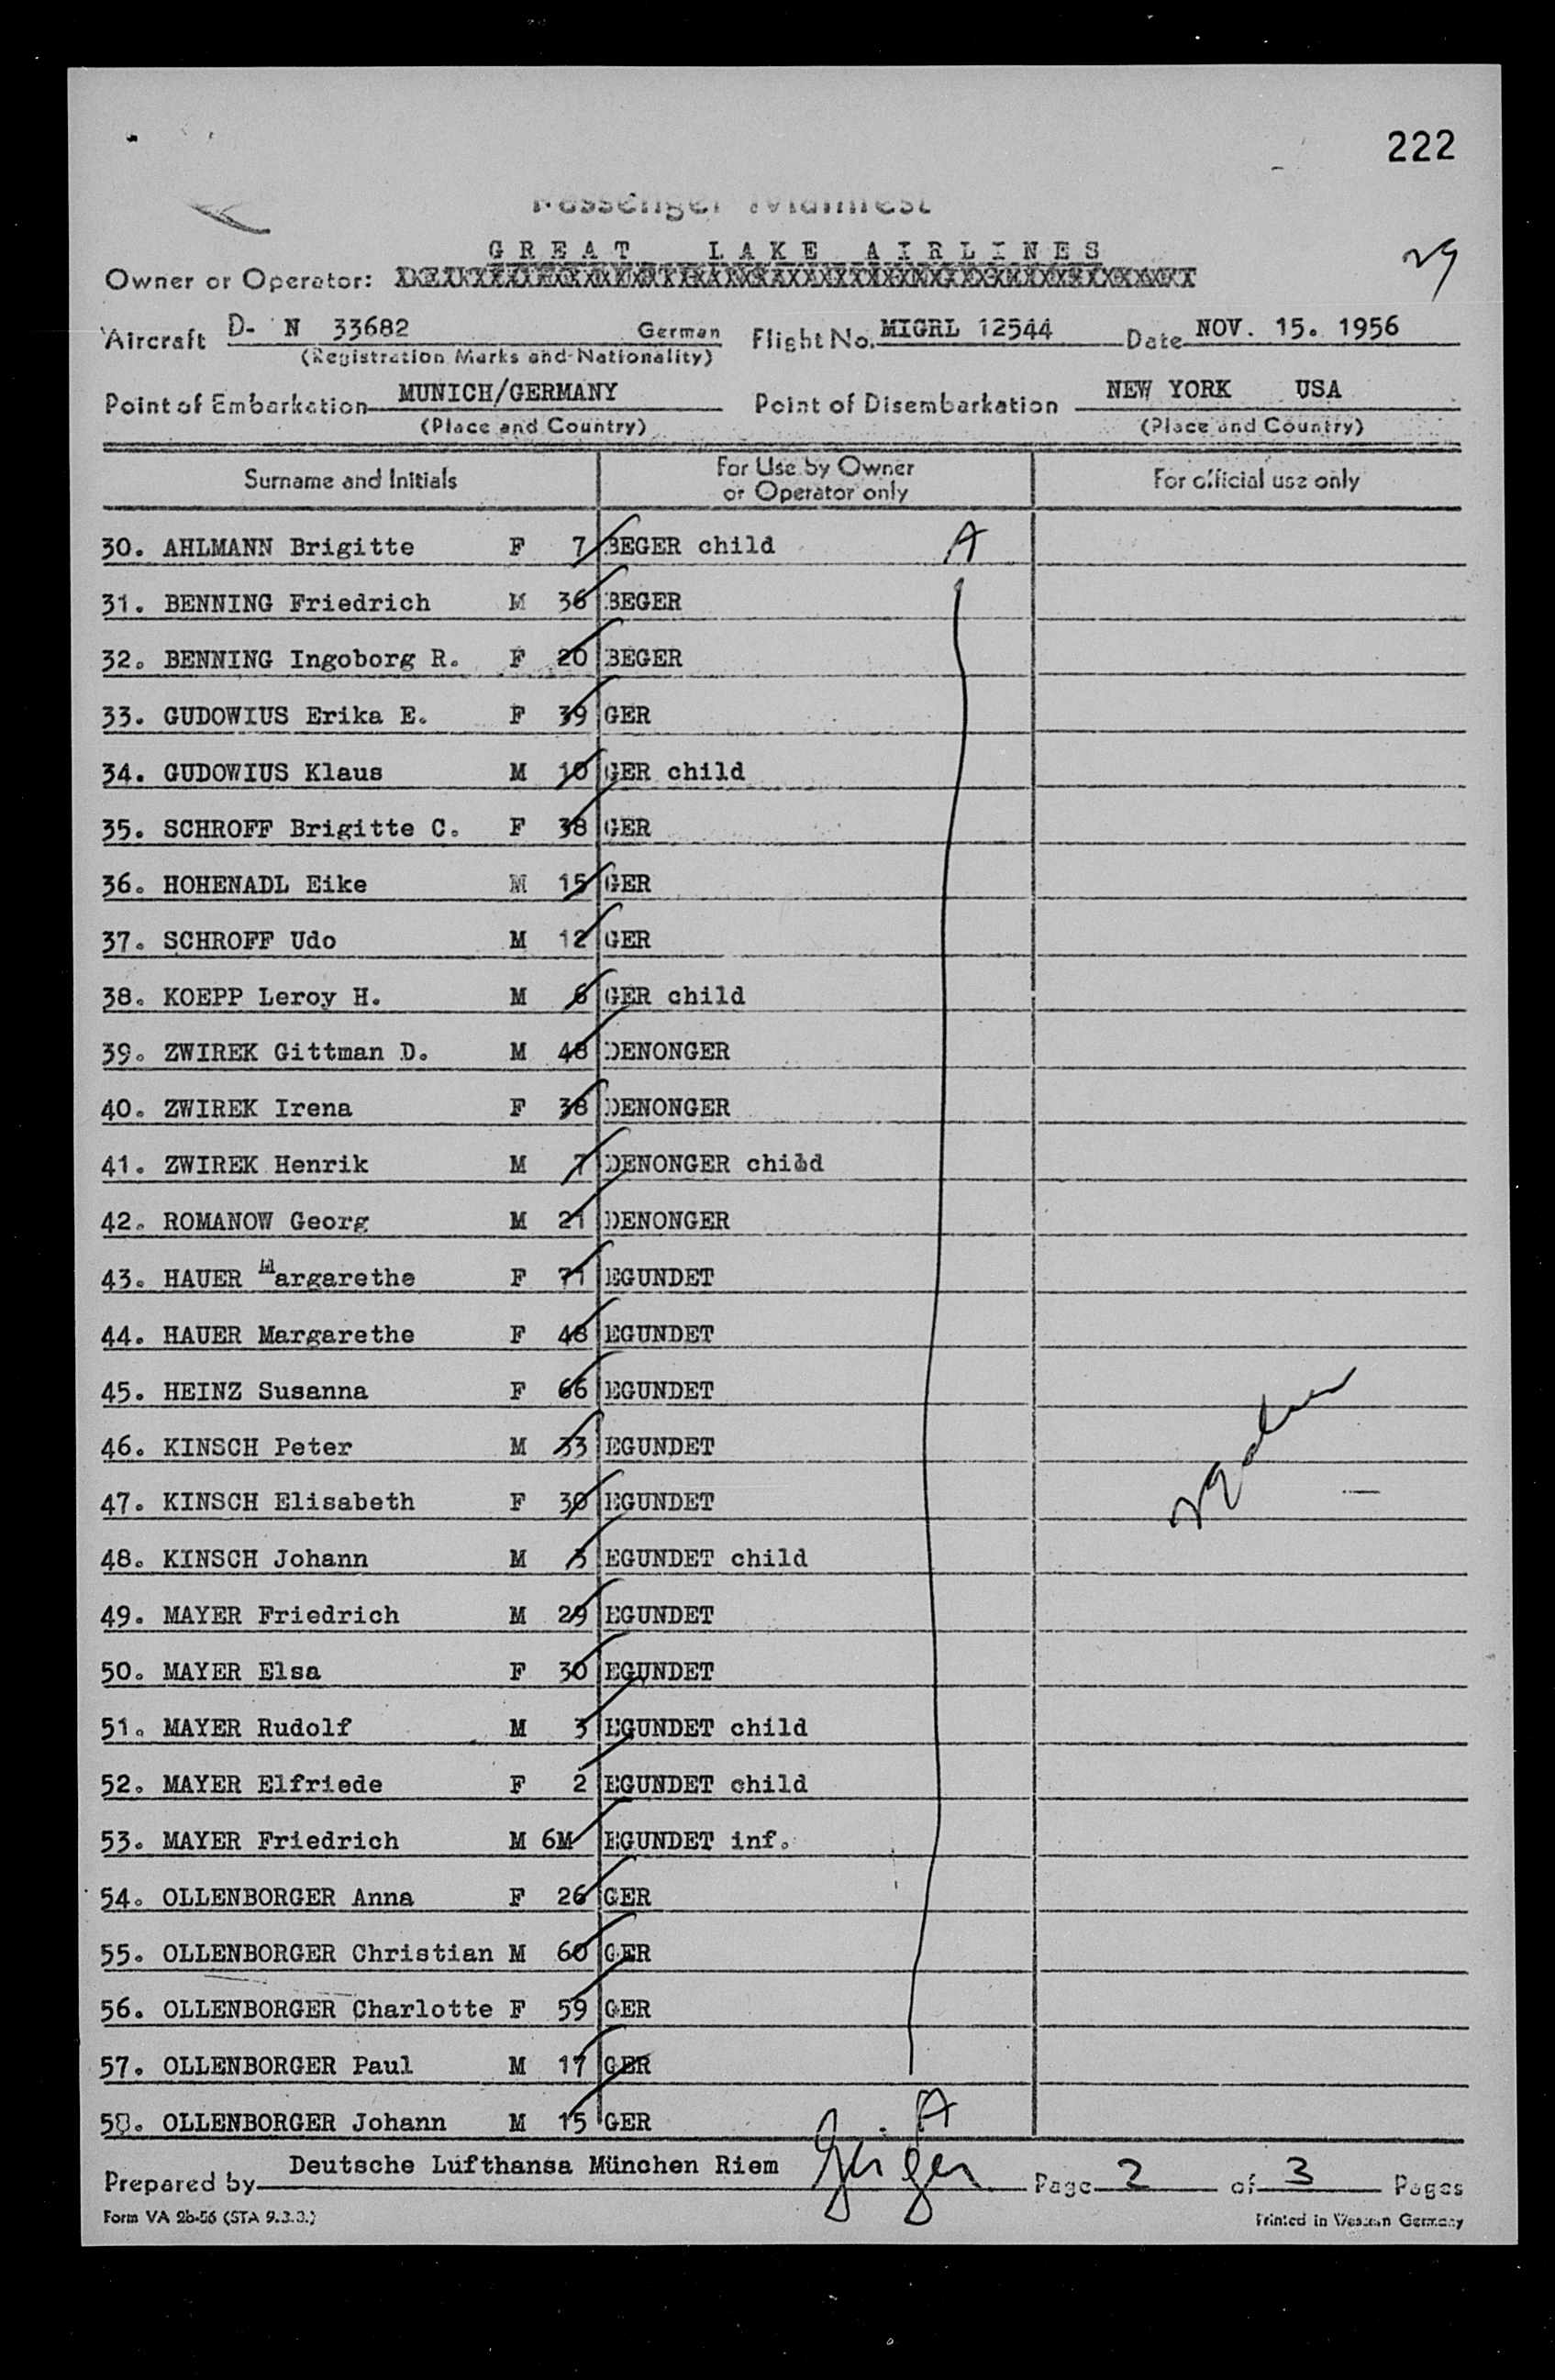 222
Passenger Manifest
GREAT LAKE AIRLINES
29
Owner or Operator:
Aircraft D- N 33682 German Flight No. MIGRL 12544 Date NOV. 15. 1956
(Registration Marks and Nationality)
Point of Embarkation MUNICH/GERMANY Point of Disembarkation NEW YORK USA
(Place and Country) (Place and Country)
Surname and Initials For Use by Owner or Operator only For official use only
30. AHLMANN Brigitte F 7 BEGER child A
31. BENNING Friedrich M 36 BEGER
32. BENNING Ingoborg R. F 20 BEGER
33. GUDOWIUS Erika E. F 39 GER
34. GUDOWIUS Klaus M 10 GER child
35. SCHROFF Brigitte C. F 38 GER
36. HOHENADL Eike M 15 GER
37. SCHROFF Udo M 12 GER
38. KOEPP Leroy H. M 6 GER child
39. ZWIREK Gittman D. M 48 DENONGER
40. ZWIREK Irena F 38 DENONGER
41. ZWIREK Henrik M 7 DENONGER child
42. ROMANOW Georg M 21 DENONGER
43. HAUER Margarethe F 71 EGUNDET
44. HAUER Margarethe F 48 EGUNDET
45. HEINZ Susanna F 66 EGUNDET
46. KINSCH Peter M 33 EGUNDET
47. KINSCH Elisabeth F 30 EGUNDET
48. KINSCH Johann M 3 EGUNDET child
49. MAYER Friedrich M 29 EGUNDET
50. MAYER Elsa F 30 EGUNDET
51. MAYER Rudolf M 3 EGUNDET child
52. MAYER Elfriede F 2 EGUNDET child
53. MAYER Friedrich M 6M EGUNDET inf.
54. OLLENBORGER Anna F 26 GER
55. OLLENBORGER Christian M 60 GER
56. OLLENBORGER Charlotte F 59 GER
57. OLLENBORGER Paul M 17 GER
58. OLLENBORGER Johann M 15 GER A
Prepared by Deutsche Lufthansa München Riem Page 2 of 3 Pages
Form VA 2b-56 (STA 9.3.3.) Printed in Western Germany